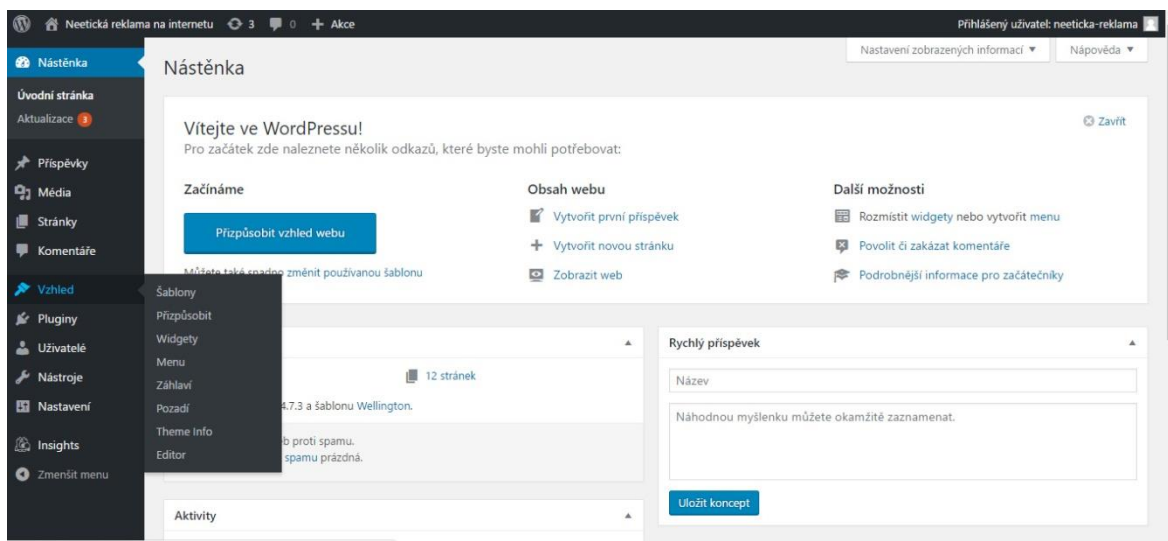 Neetická reklama na internetu 3 0 + Akce
Přihlášený uživatel: neeticka-reklama
Nástěnka
Úvodní stránka
Aktualizace 3
Příspěvky
Média
Stránky
Komentáře
Vzhled
Pluginy
Uživatelé
Nástroje
Nastavení
Insights
Zmenšit menu
Šablony
Přizpůsobit
Widgety
Menu
Záhlaví
Pozadí
Theme Info
Editor
Nastavení zobrazených informací ▼
Nápověda ▼
Nástěnka
Zavřít
Vítejte ve WordPressu!
Pro začátek zde naleznete několik odkazů, které byste mohli potřebovat:
Začínáme
Přizpůsobit vzhled webu
Můžete také snadno změnit používanou šablonu
Obsah webu
Vytvořit první příspěvek
Vytvořit novou stránku
Zobrazit web
Další možnosti
Rozmístit widgety nebo vytvořit menu
Povolit či zakázat komentáře
Podrobnější informace pro začátečníky
12 stránek
4.7.3 a šablonu Wellington.
eb proti spamu.
spamu prázdná.
Aktivity
Rychlý příspěvek
Název
Náhodnou myšlenku můžete okamžitě zaznamenat.
Uložit koncept